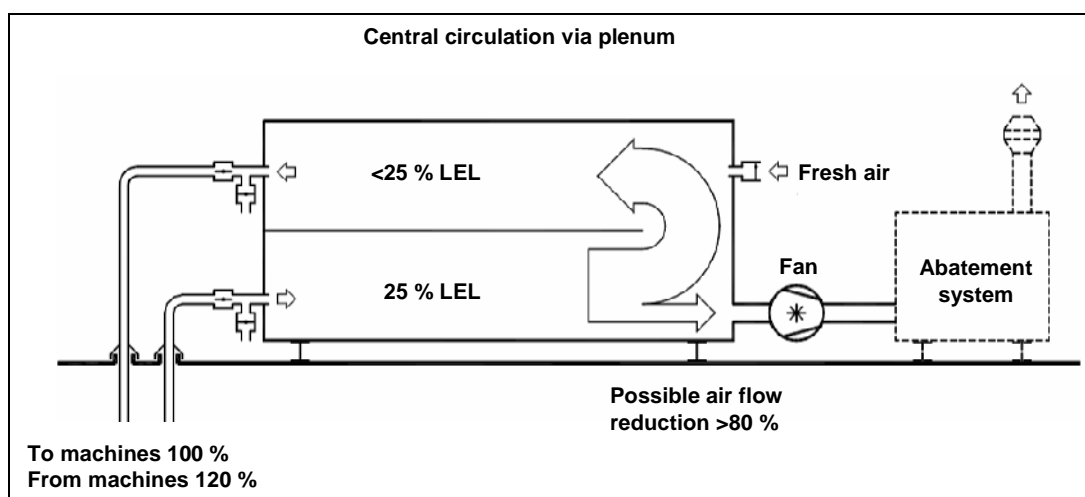 Central circulation via plenum
<25 % LEL
Fresh air
25 % LEL
Fan
Abatement
system
Possible air flow
reduction >80 %
To machines 100 %
From machines 120 %